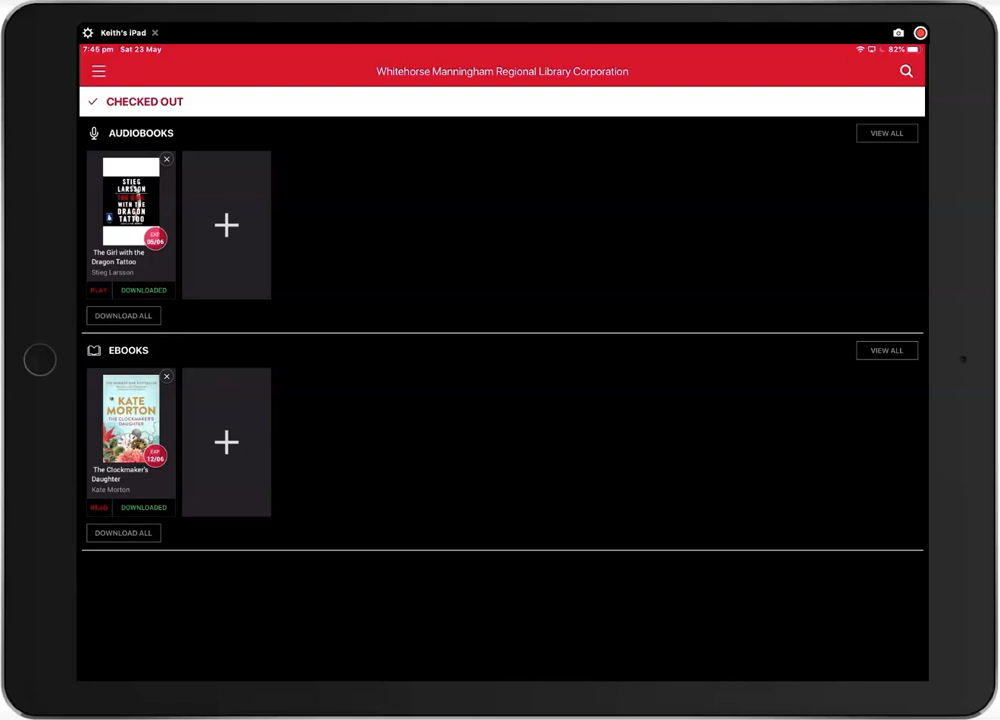 Keith's iPad
7:45 pm Sat 23 May
82%
Whitehorse Manningham Regional Library Corporation
CHECKED OUT
AUDIOBOOKS
VIEW ALL
STIEG
LARSSON
WITH THE
DRAGON
TATTOO
EXP
05/06
The Girl with the
Dragon Tattoo
Stieg Larsson
PLAY DOWNLOADED
DOWNLOAD ALL
EBOOKS
VIEW ALL
KATE
MORTON
THE CLOCKMAKER'S
DAUGHTER
EXP
12/06
The Clockmaker's
Daughter
Kate Morton
READ DOWNLOADED
DOWNLOAD ALL